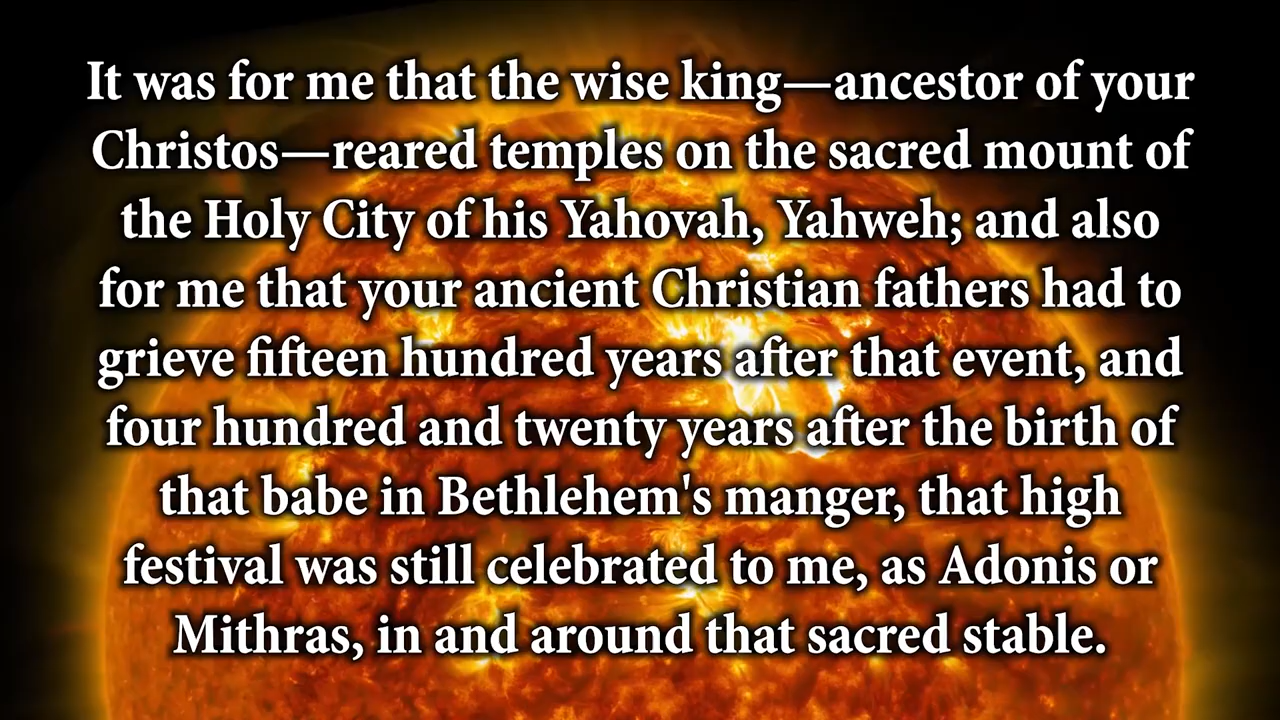 It was for me that the wise king—ancestor of your
Christos—reared temples on the sacred mount of
the Holy City of his Yahovah, Yahweh; and also
for me that your ancient Christian fathers had to
grieve fifteen hundred years after that event, and
four hundred and twenty years after the birth of
that babe in Bethlehem's manger, that high
festival was still celebrated to me, as Adonis or
Mithras, in and around that sacred stable.